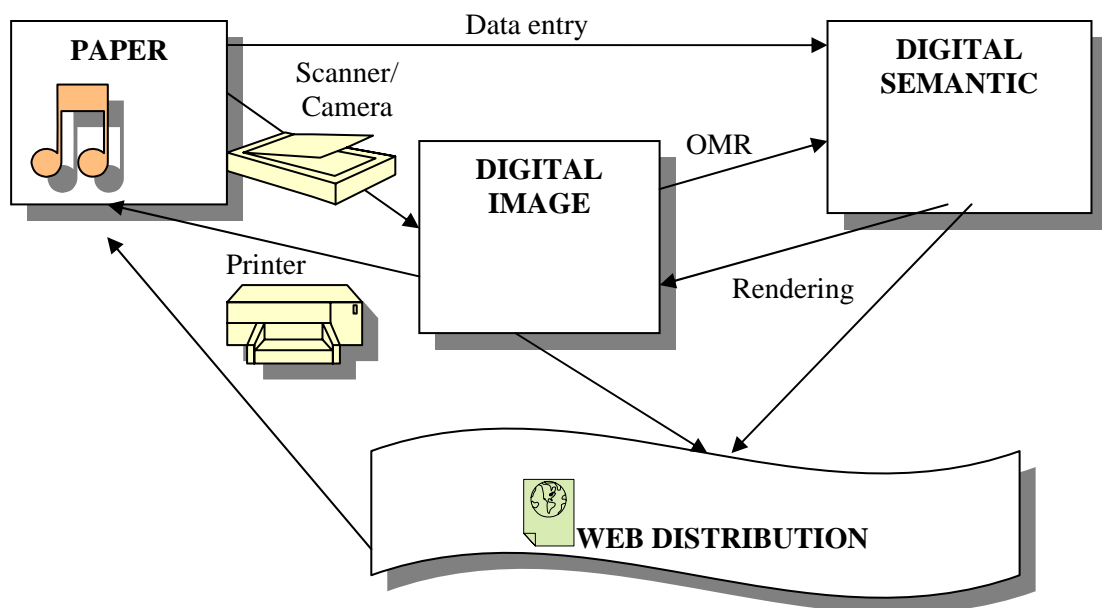 Data entry
PAPER
DIGITAL
SEMANTIC
Scanner/
Camera
OMR
DIGITAL
IMAGE
Printer
Rendering
WEB DISTRIBUTION